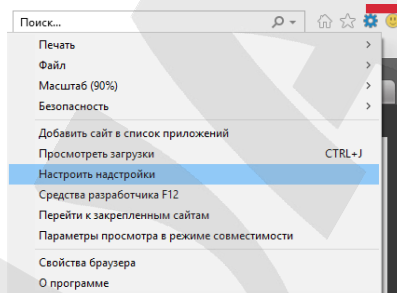 Поиск...
Печать
Файл
Масштаб (90%)
Безопасность
Добавить сайт в список приложений
Просмотреть загрузки CTRL+J
Настроить надстройки
Средства разработчика F12
Перейти к закрепленным сайтам
Параметры просмотра в режиме совместимости
Свойства браузера
О программе